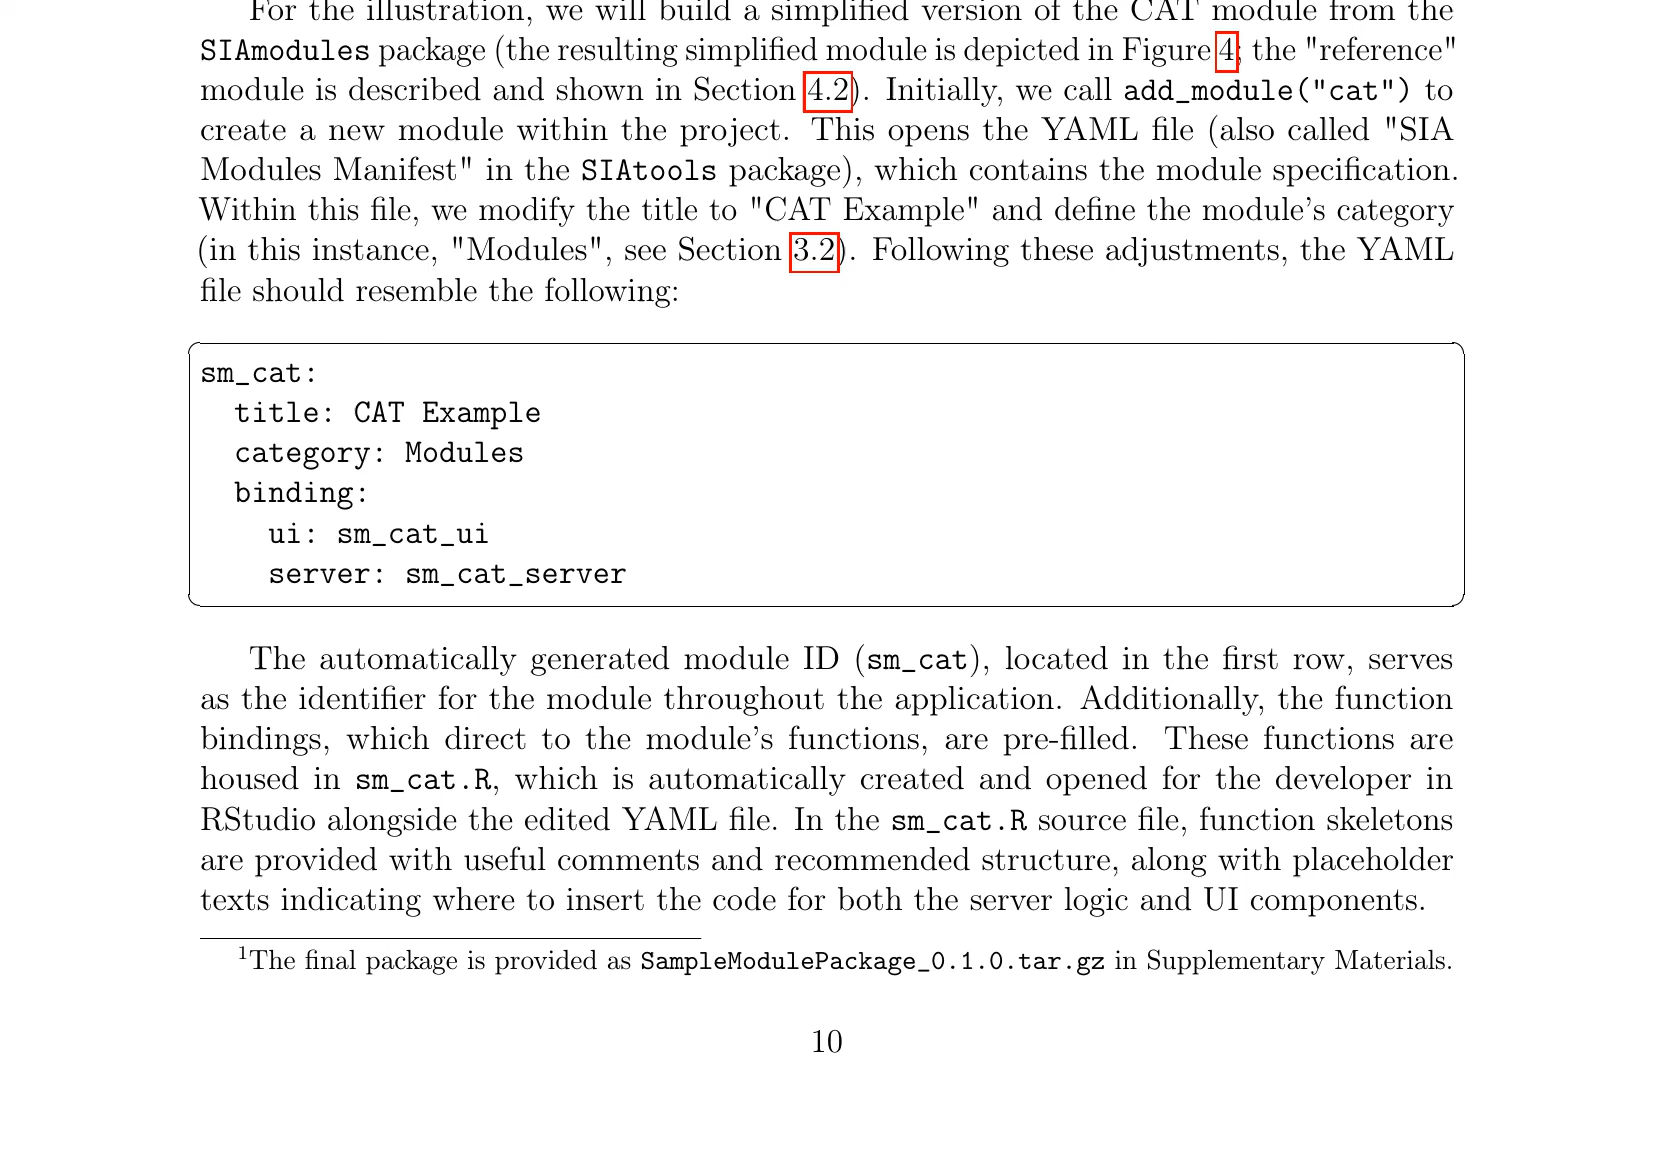 For the illustration, we will build a simplified version of the CAT module from the
SIAmodules package (the resulting simplified module is depicted in Figure 4; the "reference"
module is described and shown in Section 4.2). Initially, we call add_module("cat") to
create a new module within the project. This opens the YAML file (also called "SIA
Modules Manifest" in the SIAtools package), which contains the module specification.
Within this file, we modify the title to "CAT Example" and define the module's category
(in this instance, "Modules", see Section 3.2). Following these adjustments, the YAML
file should resemble the following:
sm_cat:
  title: CAT Example
  category: Modules
  binding:
    ui: sm_cat_ui
    server: sm_cat_server
The automatically generated module ID (sm_cat), located in the first row, serves
as the identifier for the module throughout the application. Additionally, the function
bindings, which direct to the module's functions, are pre-filled. These functions are
housed in sm_cat.R, which is automatically created and opened for the developer in
RStudio alongside the edited YAML file. In the sm_cat.R source file, function skeletons
are provided with useful comments and recommended structure, along with placeholder
texts indicating where to insert the code for both the server logic and UI components.
1The final package is provided as SampleModulePackage_0.1.0.tar.gz in Supplementary Materials.
10